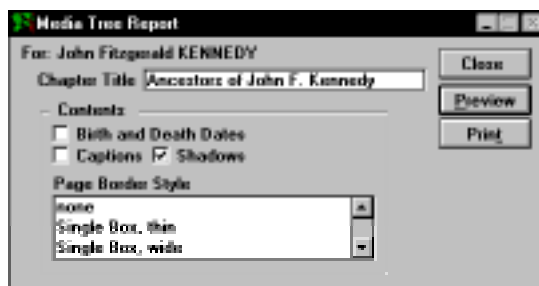 Media Tree Report
For: John Fitzgerald KENNEDY
Chapter Title Ancestors of John F. Kennedy
Close
Preview
Print
Contents
Birth and Death Dates
Captions Shadows
Page Border Style
none
Single Box, thin
Single Box, wide